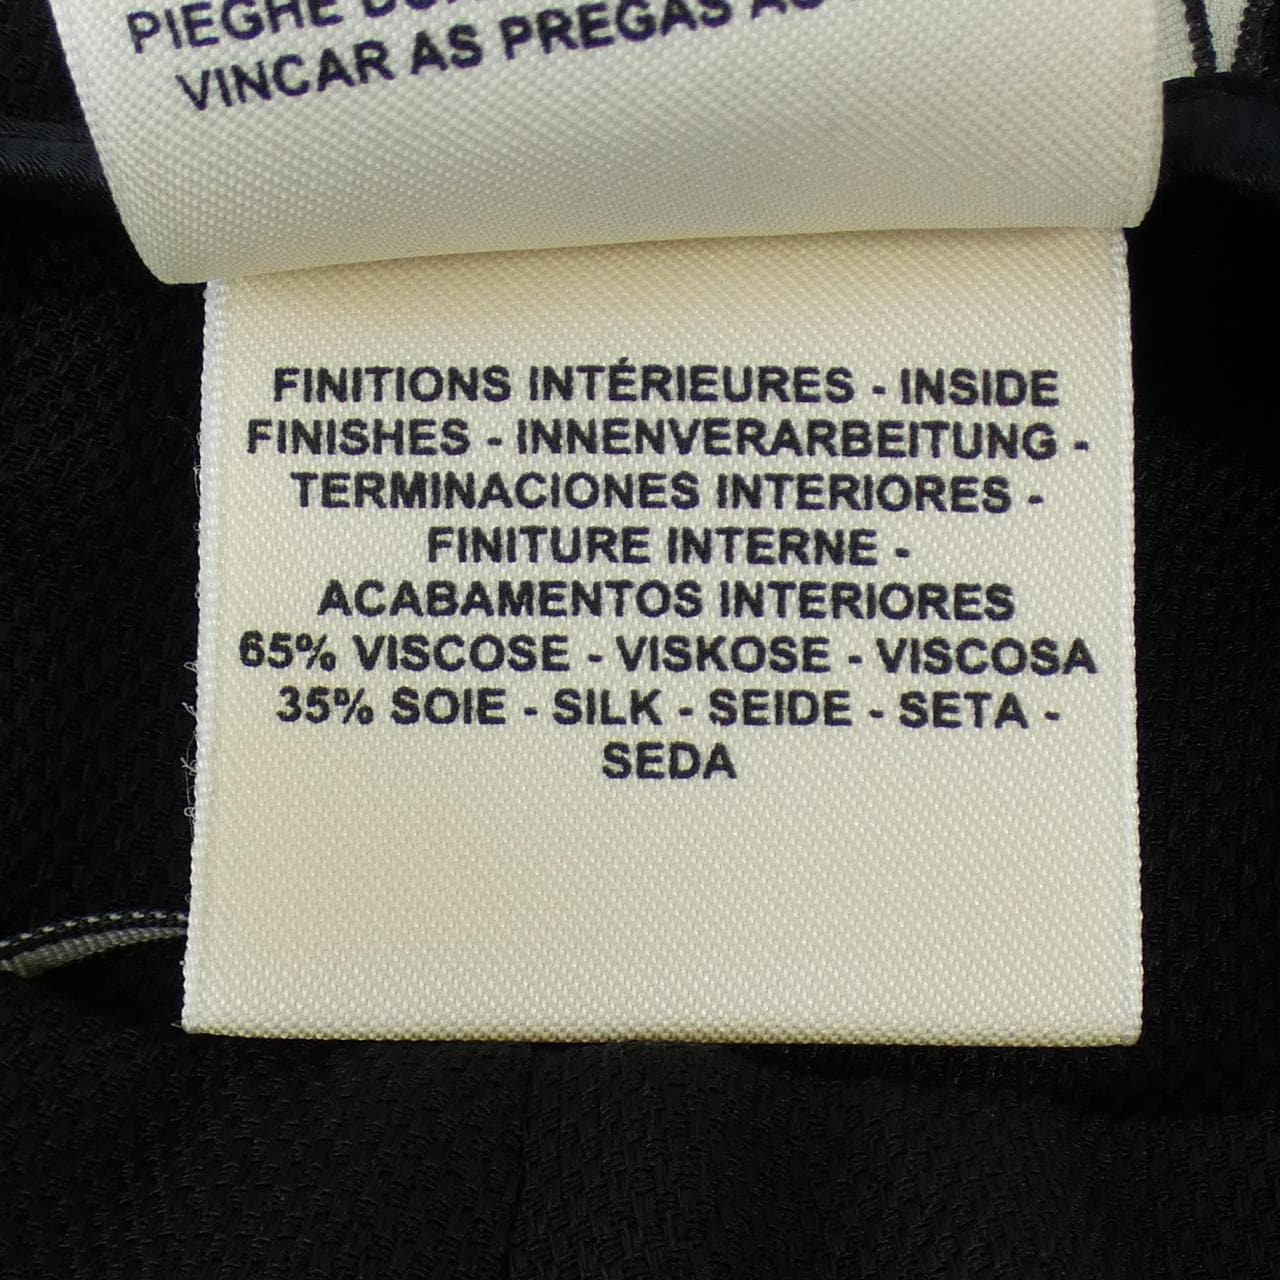 PIEGHE
VINCAR AS PREGAS
FINITIONS INTÉRIEURES - INSIDE
FINISHES - INNENVERARBEITUNG -
TERMINACIONES INTERIORES -
FINITURE INTERNE -
ACABAMENTOS INTERIORES
65% VISCOSE - VISKOSE - VISCOSA
35% SOIE - SILK - SEIDE - SETA -
SEDA